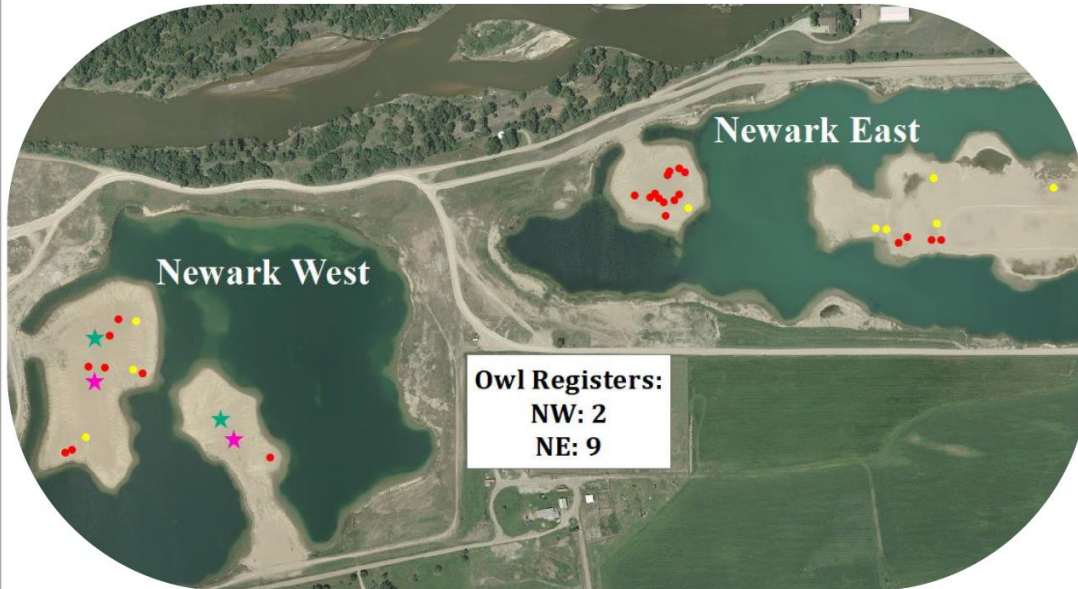 Newark East
Newark West
Owl Registers:
NW: 2
NE: 9